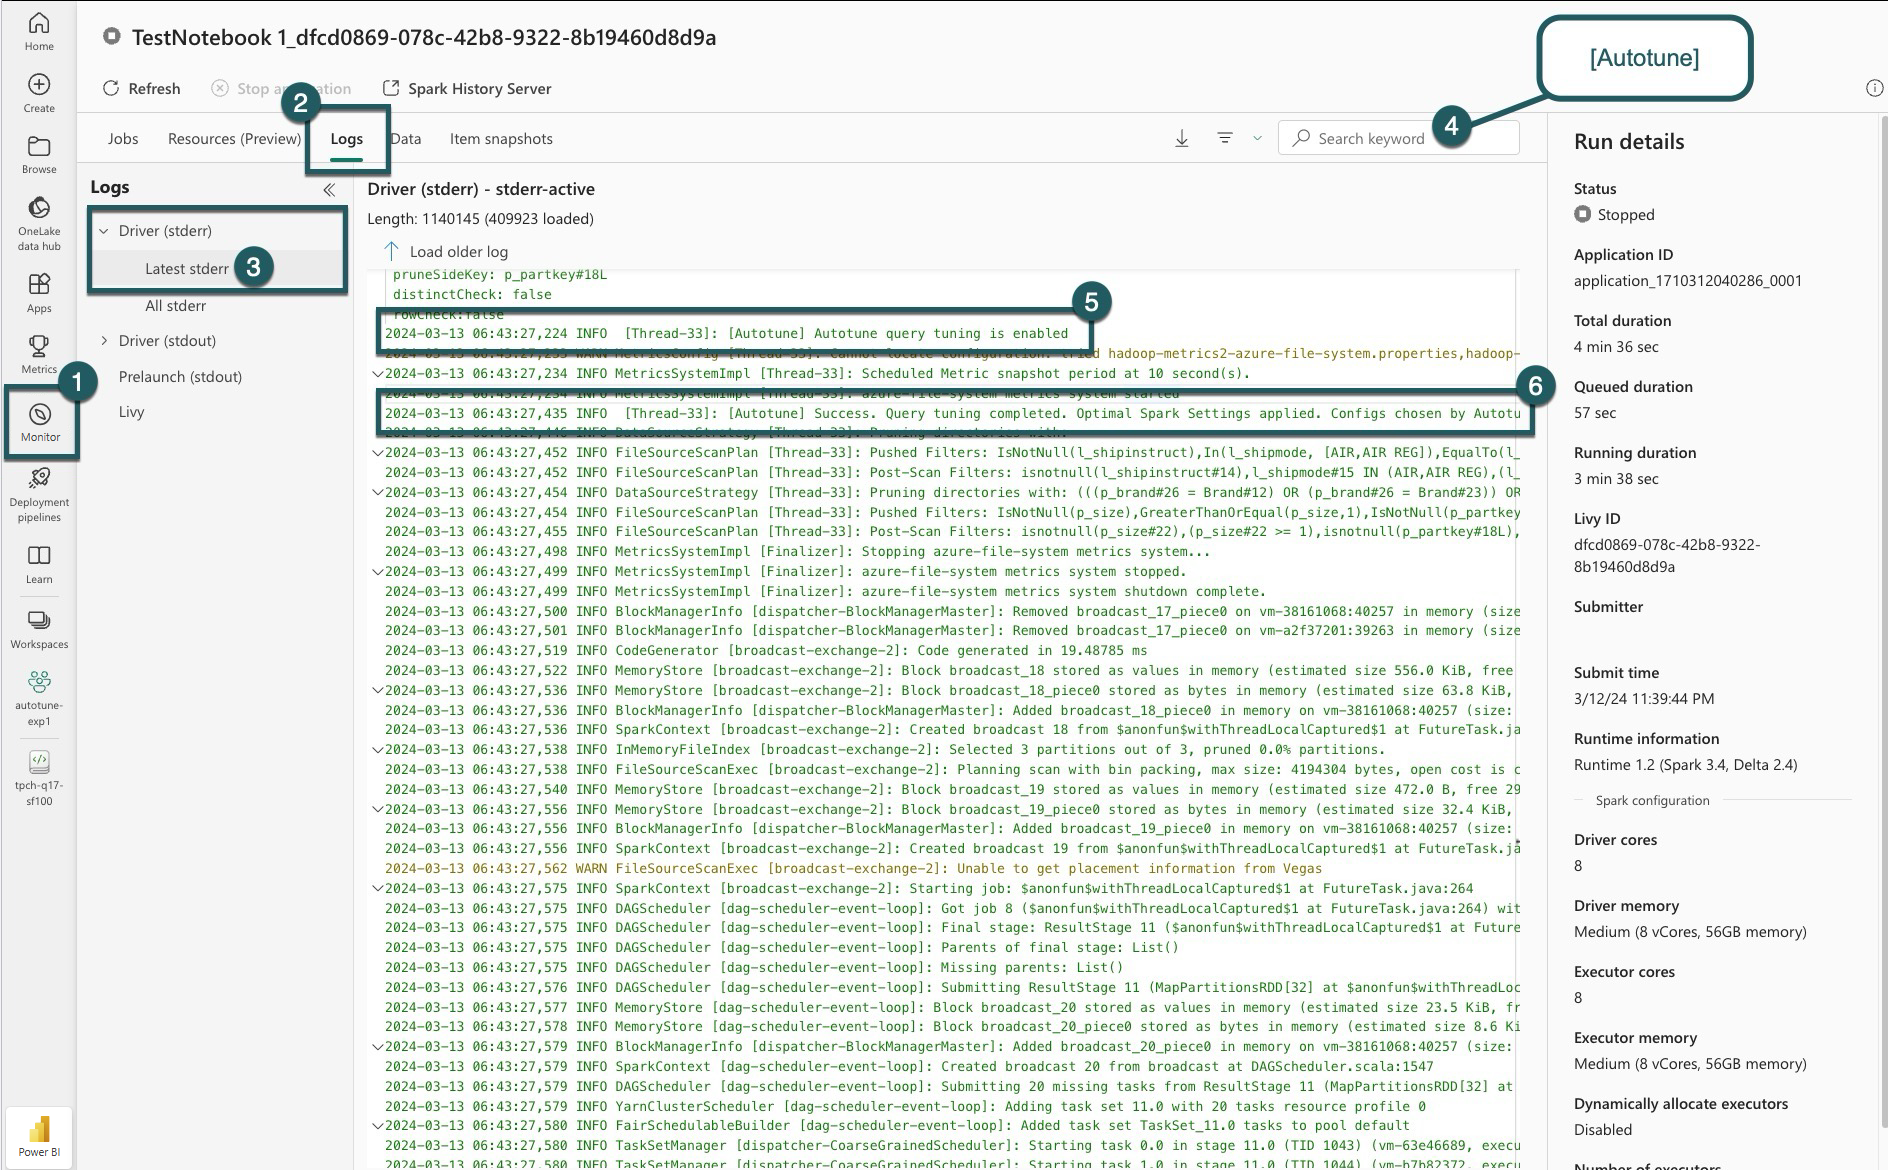 Home
Create
Browse
OneLake
data hub
Apps
Metrics
1
Monitor
Deployment
pipelines
Learn
Workspaces
autotune-
exp1
tpch-q17-
sf100
Power BI
TestNotebook 1_dfcd0869-078c-42b8-9322-8b19460d8d9a
Refresh
Stop application
Spark History Server
2
Jobs
Resources (Preview)
Logs
Data
Item snapshots
Search keyword
4
[Autotune]
Logs
Driver (stderr)
Latest stderr
3
All stderr
Driver (stdout)
Prelaunch (stdout)
Livy
Driver (stderr) - stderr-active
Length: 1140145 (409923 loaded)
Load older log
pruneSideKey: p_partkey#18L
distinctCheck: false
rowCheck:false
5
2024-03-13 06:43:27,224 INFO  [Thread-33]: [Autotune] Autotune query tuning is enabled
2024-03-13 06:43:27,233 WARN MetricsConfig [Thread-33]: Cannot locate configuration: tried hadoop-metrics2-azure-file-system.properties,hadoop-
2024-03-13 06:43:27,234 INFO MetricsSystemImpl [Thread-33]: Scheduled Metric snapshot period at 10 second(s).
2024-03-13 06:43:27,234 INFO MetricsSystemImpl [Thread-33]: azure-file-system metrics system started
6
2024-03-13 06:43:27,435 INFO  [Thread-33]: [Autotune] Success. Query tuning completed. Optimal Spark Settings applied. Configs chosen by Autotu
2024-03-13 06:43:27,446 INFO DataSourceStrategy [Thread-33]: Pruning directories with:
2024-03-13 06:43:27,452 INFO FileSourceScanPlan [Thread-33]: Pushed Filters: IsNotNull(l_shipinstruct),In(l_shipmode, [AIR,AIR REG]),EqualTo(l_
2024-03-13 06:43:27,452 INFO FileSourceScanPlan [Thread-33]: Post-Scan Filters: isnotnull(l_shipinstruct#14),l_shipmode#15 IN (AIR,AIR REG),(l_
2024-03-13 06:43:27,454 INFO DataSourceStrategy [Thread-33]: Pruning directories with: (((p_brand#26 = Brand#12) OR (p_brand#26 = Brand#23)) OR
2024-03-13 06:43:27,454 INFO FileSourceScanPlan [Thread-33]: Pushed Filters: IsNotNull(p_size),GreaterThanOrEqual(p_size,1),IsNotNull(p_partkey
2024-03-13 06:43:27,455 INFO FileSourceScanPlan [Thread-33]: Post-Scan Filters: isnotnull(p_size#22),(p_size#22 >= 1),isnotnull(p_partkey#18L),
2024-03-13 06:43:27,498 INFO MetricsSystemImpl [Finalizer]: Stopping azure-file-system metrics system...
2024-03-13 06:43:27,499 INFO MetricsSystemImpl [Finalizer]: azure-file-system metrics system stopped.
2024-03-13 06:43:27,499 INFO MetricsSystemImpl [Finalizer]: azure-file-system metrics system shutdown complete.
2024-03-13 06:43:27,500 INFO BlockManagerInfo [dispatcher-BlockManagerMaster]: Removed broadcast_17_piece0 on vm-38161068:40257 in memory (size
2024-03-13 06:43:27,501 INFO BlockManagerInfo [dispatcher-BlockManagerMaster]: Removed broadcast_17_piece0 on vm-a2f37201:39263 in memory (size
2024-03-13 06:43:27,519 INFO CodeGenerator [broadcast-exchange-2]: Code generated in 19.48785 ms
2024-03-13 06:43:27,522 INFO MemoryStore [broadcast-exchange-2]: Block broadcast_18 stored as values in memory (estimated size 556.0 KiB, free
2024-03-13 06:43:27,536 INFO MemoryStore [broadcast-exchange-2]: Block broadcast_18_piece0 stored as bytes in memory (estimated size 63.8 KiB,
2024-03-13 06:43:27,536 INFO BlockManagerInfo [dispatcher-BlockManagerMaster]: Added broadcast_18_piece0 in memory on vm-38161068:40257 (size:
2024-03-13 06:43:27,536 INFO SparkContext [broadcast-exchange-2]: Created broadcast 18 from $anonfun$withThreadLocalCaptured$1 at FutureTask.ja
2024-03-13 06:43:27,538 INFO InMemoryFileIndex [broadcast-exchange-2]: Selected 3 partitions out of 3, pruned 0.0% partitions.
2024-03-13 06:43:27,538 INFO FileSourceScanExec [broadcast-exchange-2]: Planning scan with bin packing, max size: 4194304 bytes, open cost is c
2024-03-13 06:43:27,540 INFO MemoryStore [broadcast-exchange-2]: Block broadcast_19 stored as values in memory (estimated size 472.0 B, free 29
2024-03-13 06:43:27,556 INFO MemoryStore [broadcast-exchange-2]: Block broadcast_19_piece0 stored as bytes in memory (estimated size 32.4 KiB,
2024-03-13 06:43:27,556 INFO BlockManagerInfo [dispatcher-BlockManagerMaster]: Added broadcast_19_piece0 in memory on vm-38161068:40257 (size:
2024-03-13 06:43:27,556 INFO SparkContext [broadcast-exchange-2]: Created broadcast 19 from $anonfun$withThreadLocalCaptured$1 at FutureTask.ja
2024-03-13 06:43:27,562 WARN FileSourceScanExec [broadcast-exchange-2]: Unable to get placement information from Vegas
2024-03-13 06:43:27,575 INFO SparkContext [broadcast-exchange-2]: Starting job: $anonfun$withThreadLocalCaptured$1 at FutureTask.java:264
2024-03-13 06:43:27,575 INFO DAGScheduler [dag-scheduler-event-loop]: Got job 8 ($anonfun$withThreadLocalCaptured$1 at FutureTask.java:264) wit
2024-03-13 06:43:27,575 INFO DAGScheduler [dag-scheduler-event-loop]: Final stage: ResultStage 11 ($anonfun$withThreadLocalCaptured$1 at Future
2024-03-13 06:43:27,575 INFO DAGScheduler [dag-scheduler-event-loop]: Parents of final stage: List()
2024-03-13 06:43:27,575 INFO DAGScheduler [dag-scheduler-event-loop]: Missing parents: List()
2024-03-13 06:43:27,576 INFO DAGScheduler [dag-scheduler-event-loop]: Submitting ResultStage 11 (MapPartitionsRDD[32] at $anonfun$withThreadLoc
2024-03-13 06:43:27,577 INFO MemoryStore [dag-scheduler-event-loop]: Block broadcast_20 stored as values in memory (estimated size 23.5 KiB, fr
2024-03-13 06:43:27,578 INFO MemoryStore [dag-scheduler-event-loop]: Block broadcast_20_piece0 stored as bytes in memory (estimated size 8.6 Ki
2024-03-13 06:43:27,579 INFO BlockManagerInfo [dispatcher-BlockManagerMaster]: Added broadcast_20_piece0 in memory on vm-38161068:40257 (size:
2024-03-13 06:43:27,579 INFO SparkContext [dag-scheduler-event-loop]: Created broadcast 20 from broadcast at DAGScheduler.scala:1547
2024-03-13 06:43:27,579 INFO DAGScheduler [dag-scheduler-event-loop]: Submitting 20 missing tasks from ResultStage 11 (MapPartitionsRDD[32] at
2024-03-13 06:43:27,579 INFO YarnClusterScheduler [dag-scheduler-event-loop]: Adding task set 11.0 with 20 tasks resource profile 0
2024-03-13 06:43:27,580 INFO FairSchedulableBuilder [dag-scheduler-event-loop]: Added task set TaskSet_11.0 tasks to pool default
2024-03-13 06:43:27,580 INFO TaskSetManager [dispatcher-CoarseGrainedScheduler]: Starting task 0.0 in stage 11.0 (TID 1043) (vm-63e46689, execu
2024-03-13 06:43:27,580 INFO TaskSetManager [dispatcher-CoarseGrainedScheduler]: Starting task 1.0 in stage 11.0 (TID 1044) (vm-b7b82372, execu
Run details
Status
Stopped
Application ID
application_1710312040286_0001
Total duration
4 min 36 sec
Queued duration
57 sec
Running duration
3 min 38 sec
Livy ID
dfcd0869-078c-42b8-9322-
8b19460d8d9a
Submitter
Submit time
3/12/24 11:39:44 PM
Runtime information
Runtime 1.2 (Spark 3.4, Delta 2.4)
Spark configuration
Driver cores
8
Driver memory
Medium (8 vCores, 56GB memory)
Executor cores
8
Executor memory
Medium (8 vCores, 56GB memory)
Dynamically allocate executors
Disabled
Number of executors